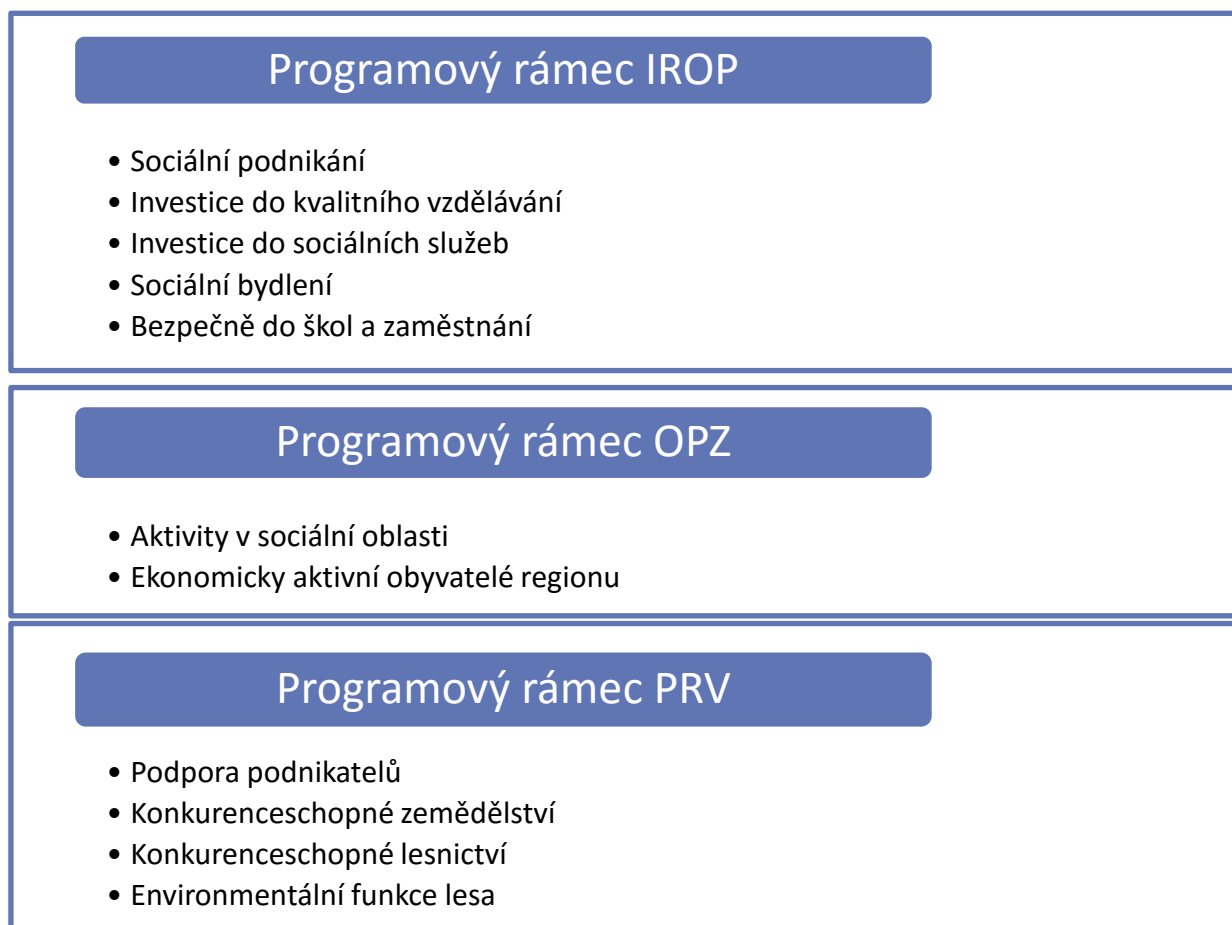 Programový rámec IROP
• Sociální podnikání
• Investice do kvalitního vzdělávání
• Investice do sociálních služeb
• Sociální bydlení
• Bezpečně do škol a zaměstnání
Programový rámec OPZ
• Aktivity v sociální oblasti
• Ekonomicky aktivní obyvatelé regionu
Programový rámec PRV
• Podpora podnikatelů
• Konkurenceschopné zemědělství
• Konkurenceschopné lesnictví
• Environmentální funkce lesa